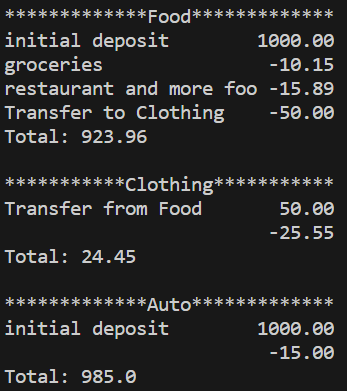 *************Food*************
initial deposit        1000.00
groceries               -10.15
restaurant and more foo -15.89
Transfer to Clothing    -50.00
Total: 923.96

***********Clothing***********
Transfer from Food       50.00
                        -25.55
Total: 24.45

*************Auto*************
initial deposit        1000.00
                        -15.00
Total: 985.0